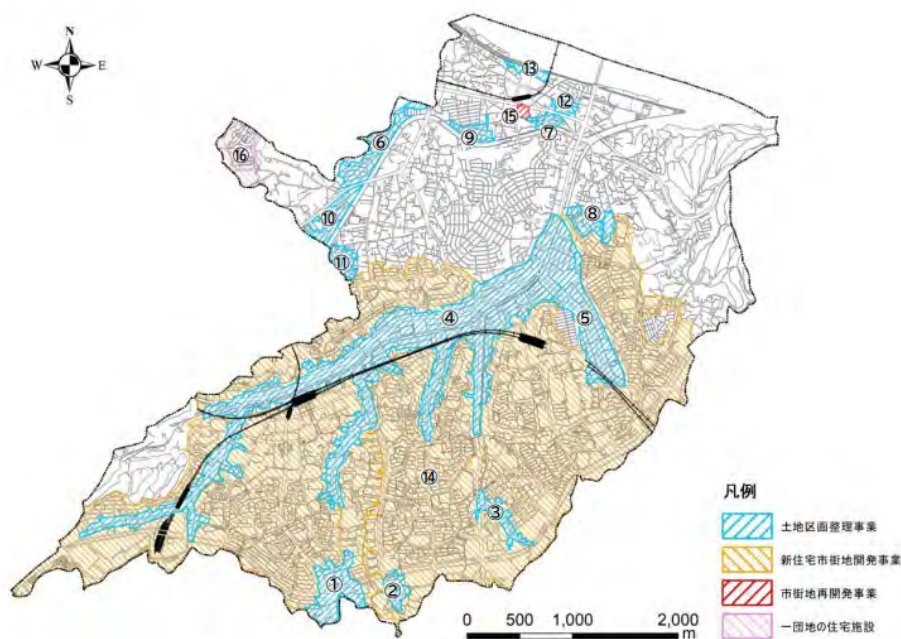 N
W E
S
⑬
⑫
⑮
⑦
⑥
⑨
⑯
⑩
⑧
⑪
④
⑤
⑭
③
①
②
凡例
土地区画整理事業
新住宅市街地開発事業
市街地再開発事業
一団地の住宅施設
0 500 1,000 2,000
m